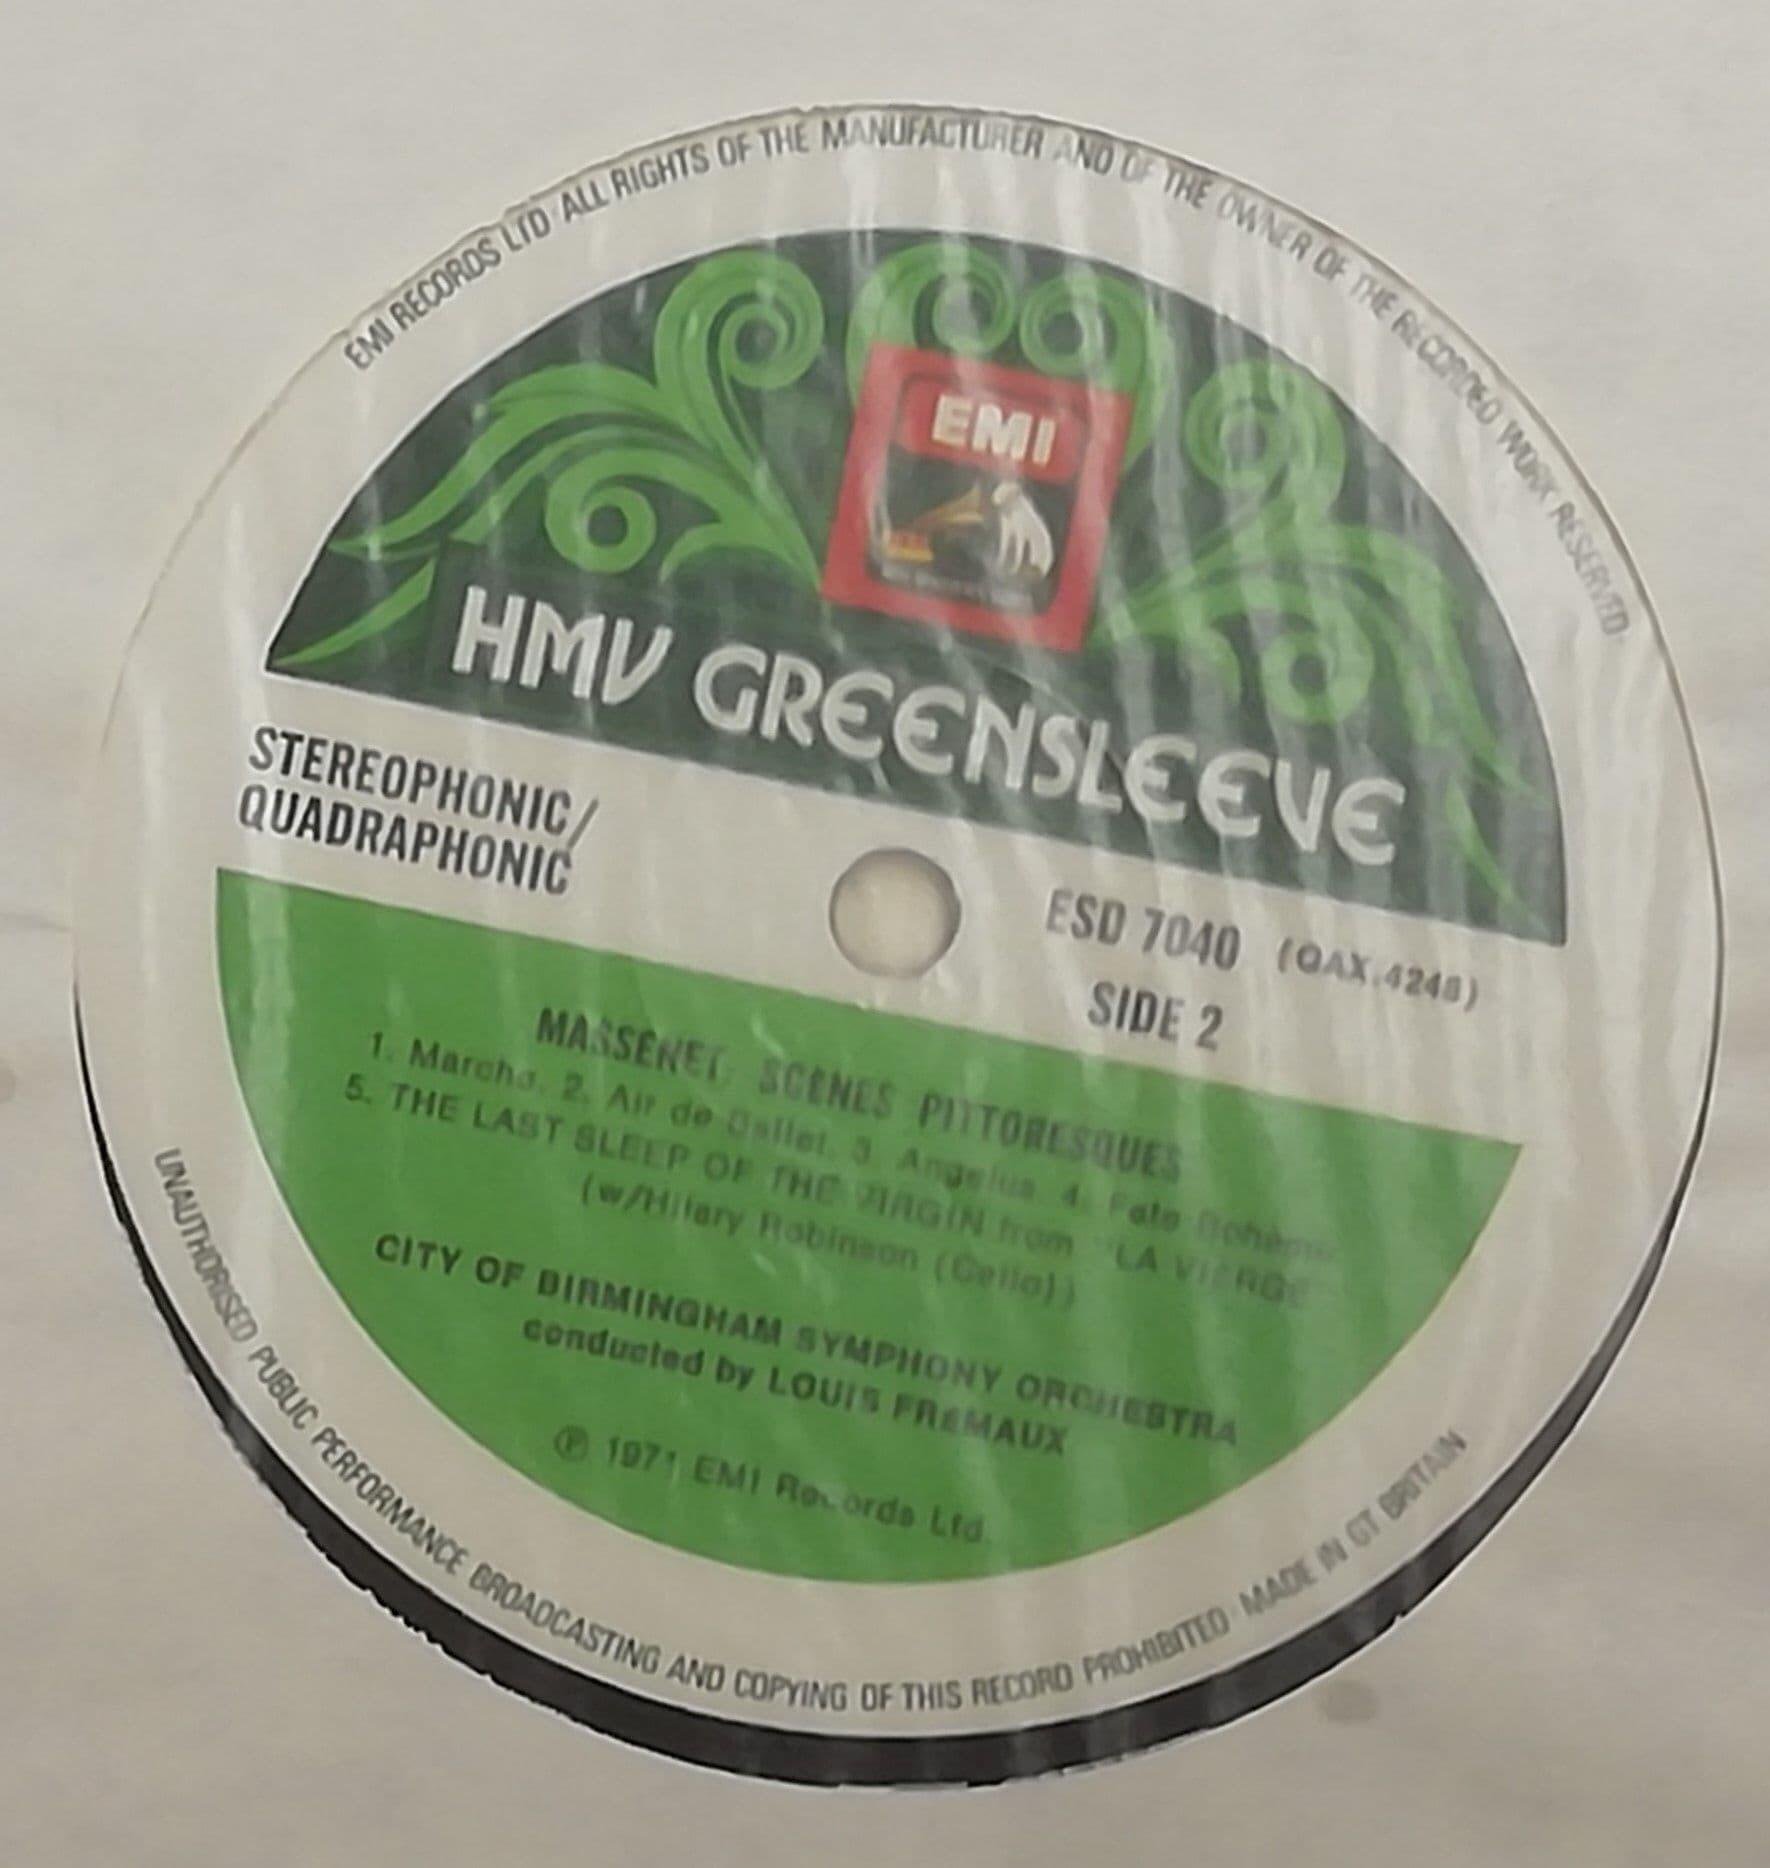 EMI RECORDS LTD ALL RIGHTS OF THE MANUFACTURER AND OF THE OWNER OF THE RECORDED WORK RESERVED
EMI
HMV GREENSLEEVE
STEREOPHONIC/
QUADRAPHONIC
ESD 7040 (QAX.4248)
SIDE 2
MASSENET: SCENES PITTORESQUES
1. Marche. 2. Air de Ballet. 3. Angelus. 4. Fete Boheme
5. THE LAST SLEEP OF THE VIRGIN from "LA VIERGE"
(w/Hilary Robinson (Cello))
CITY OF BIRMINGHAM SYMPHONY ORCHESTRA
conducted by LOUIS FREMAUX
℗ 1971 EMI Records Ltd.
UNAUTHORISED PUBLIC PERFORMANCE BROADCASTING AND COPYING OF THIS RECORD PROHIBITED MADE IN GT BRITAIN